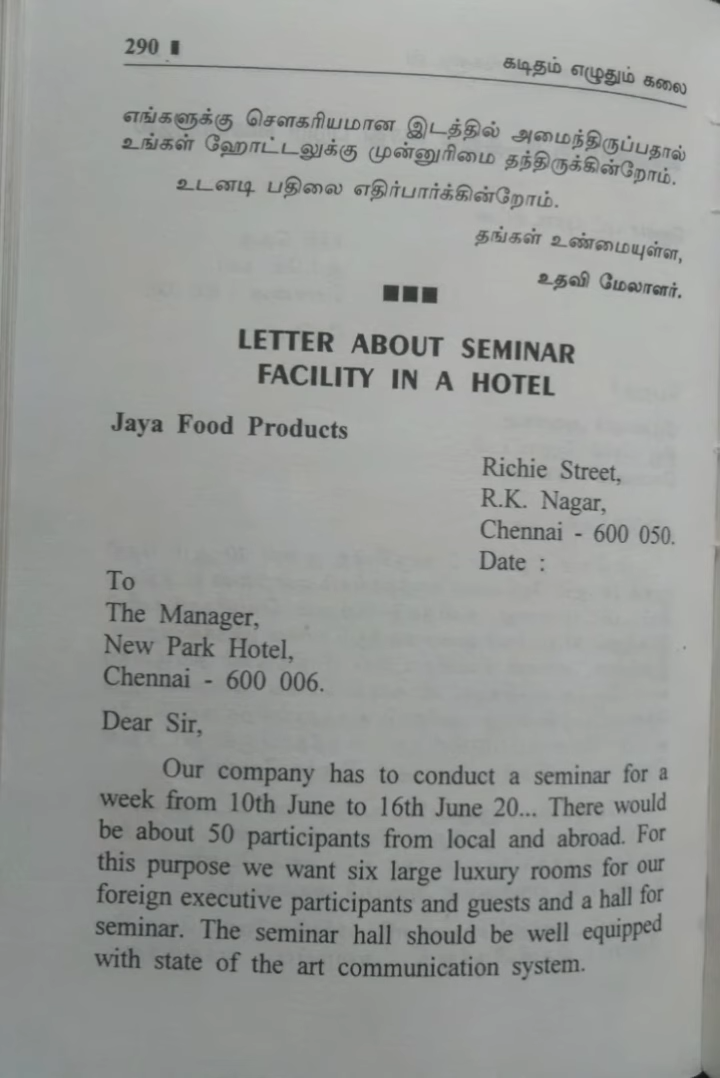 290
கடிதம் எழுதும் கலை
எங்களுக்கு சௌகரியமான இடத்தில் அமைந்திருப்பதால்
உங்கள் ஹோட்டலுக்கு முன்னுரிமை தந்திருக்கின்றோம்.
உடனடி பதிலை எதிர்பார்க்கின்றோம்.
தங்கள் உண்மையுள்ள,
உதவி மேலாளர்.
LETTER ABOUT SEMINAR
FACILITY IN A HOTEL
Jaya Food Products
Richie Street,
R.K. Nagar,
Chennai - 600 050.
Date :
To
The Manager,
New Park Hotel,
Chennai - 600 006.
Dear Sir,
Our company has to conduct a seminar for a
week from 10th June to 16th June 20... There would
be about 50 participants from local and abroad. For
this purpose we want six large luxury rooms for our
foreign executive participants and guests and a hall for
seminar. The seminar hall should be well equipped
with state of the art communication system.